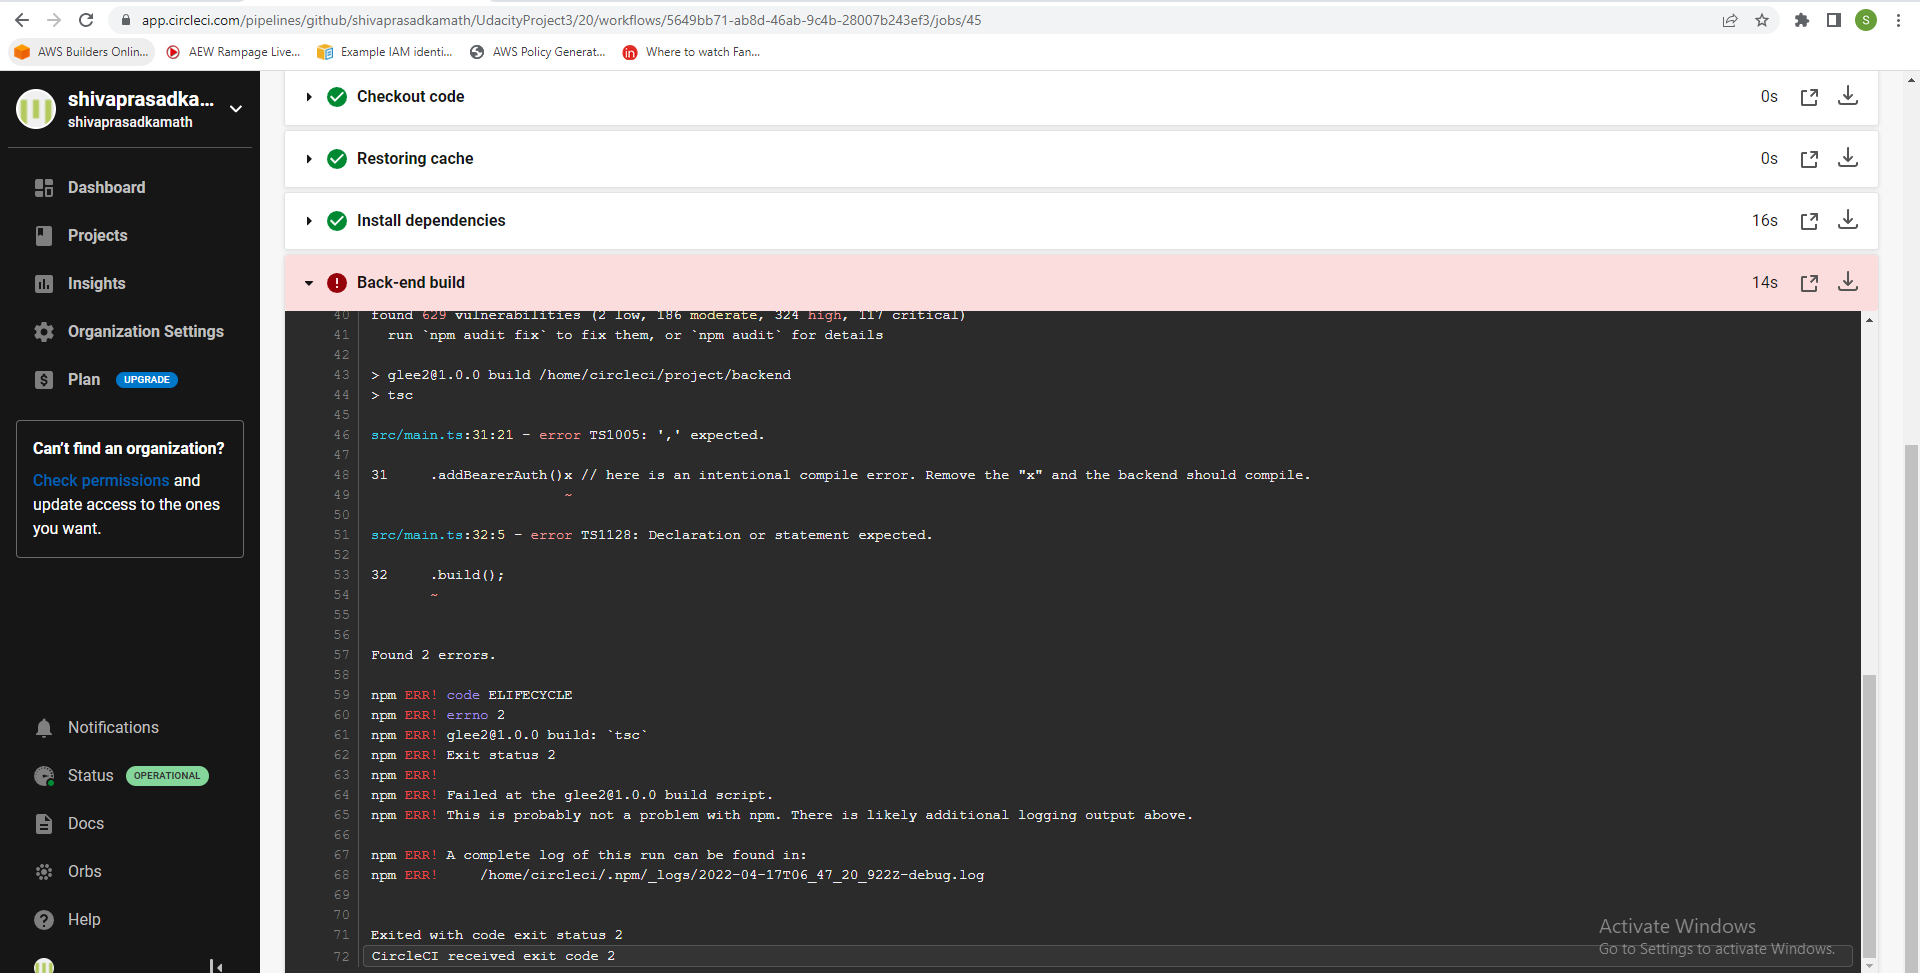 app.circleci.com/pipelines/github/shivaprasadkamath/UdacityProject3/20/workflows/5649bb71-ab8d-46ab-9c4b-28007b243ef3/jobs/45
S
AWS Builders Onlin...
AEW Rampage Live...
Example IAM identi...
AWS Policy Generat...
in
Where to watch Fan...
shivaprasadka...
shivaprasadkamath
Dashboard
Projects
Insights
Organization Settings
Plan UPGRADE
Can't find an organization?
Check permissions and
update access to the ones
you want.
Notifications
Status OPERATIONAL
Docs
Orbs
Help
Checkout code 0s
Restoring cache 0s
Install dependencies 16s
Back-end build 14s
40 found 629 vulnerabilities (2 low, 186 moderate, 324 high, 117 critical)
41 run `npm audit fix` to fix them, or `npm audit` for details
42
43 > glee2@1.0.0 build /home/circleci/project/backend
44 > tsc
45
46 src/main.ts:31:21 - error TS1005: ',' expected.
47
48 31 .addBearerAuth()x // here is an intentional compile error. Remove the "x" and the backend should compile.
49 ~
50
51 src/main.ts:32:5 - error TS1128: Declaration or statement expected.
52
53 32 .build();
54 ~
55
56
57 Found 2 errors.
58
59 npm ERR! code ELIFECYCLE
60 npm ERR! errno 2
61 npm ERR! glee2@1.0.0 build: `tsc`
62 npm ERR! Exit status 2
63 npm ERR!
64 npm ERR! Failed at the glee2@1.0.0 build script.
65 npm ERR! This is probably not a problem with npm. There is likely additional logging output above.
66
67 npm ERR! A complete log of this run can be found in:
68 npm ERR! /home/circleci/.npm/_logs/2022-04-17T06_47_20_922Z-debug.log
69
70
71 Exited with code exit status 2
72 CircleCI received exit code 2
Activate Windows
Go to Settings to activate Windows.